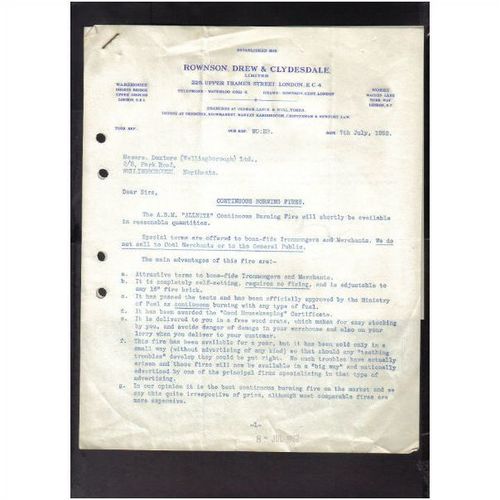 ESTABLISHED
ROWNSON, DREW & CLYDESDALE,
LIMITED
225, UPPER THAMES STREET, LONDON, E.C.4.
WAREHOUSE
UPPER GROUND
LONDON, S.E.1
WORKS
LONDON, N.7
YOUR REF.
OUR REF.
DATE 7th July, 1952.
Messrs. Dexters (Wellingborough) Ltd.,
2/8, Park Road,
WELLINGBOROUGH Northants.
Dear Sirs,
CONTINUOUS BURNING FIRES.
The A.B.M. "ALLNITE" Continuous Burning Fire will shortly be available
in reasonable quantities.
Special terms are offered to bona-fide Ironmongers and Merchants. We do
not sell to Coal Merchants or to the General Public.
The main advantages of this fire are:-
a. Attractive terms to bona-fide Ironmongers and Merchants.
b. It is completely self-setting, requires no fixing, and is adjustable to
any 16" fire brick.
c. It has passed the tests and has been officially approved by the Ministry
of Fuel as continuous burning with any type of fuel.
d. It has been awarded the "Good Housekeeping" Certificate.
e. It is delivered to you in a free wood crate, which makes for easy stocking
by you, and avoids danger of damage in your warehouse and also on your
lorry when you deliver to your customer.
f. This fire has been available for a year, but it has been sold only in a
small way (without advertising of any kind) so that should any "teething
troubles" develop they could be put right. No such troubles have actually
arisen and these fires will now be available in a "big way" and nationally
advertised by one of the principal firms specialising in that type of
advertising.
g. In our opinion it is the best continuous burning fire on the market and we
say this quite irrespective of price, although most comparable fires are
more expensive.
-1-
8- JUL 1952